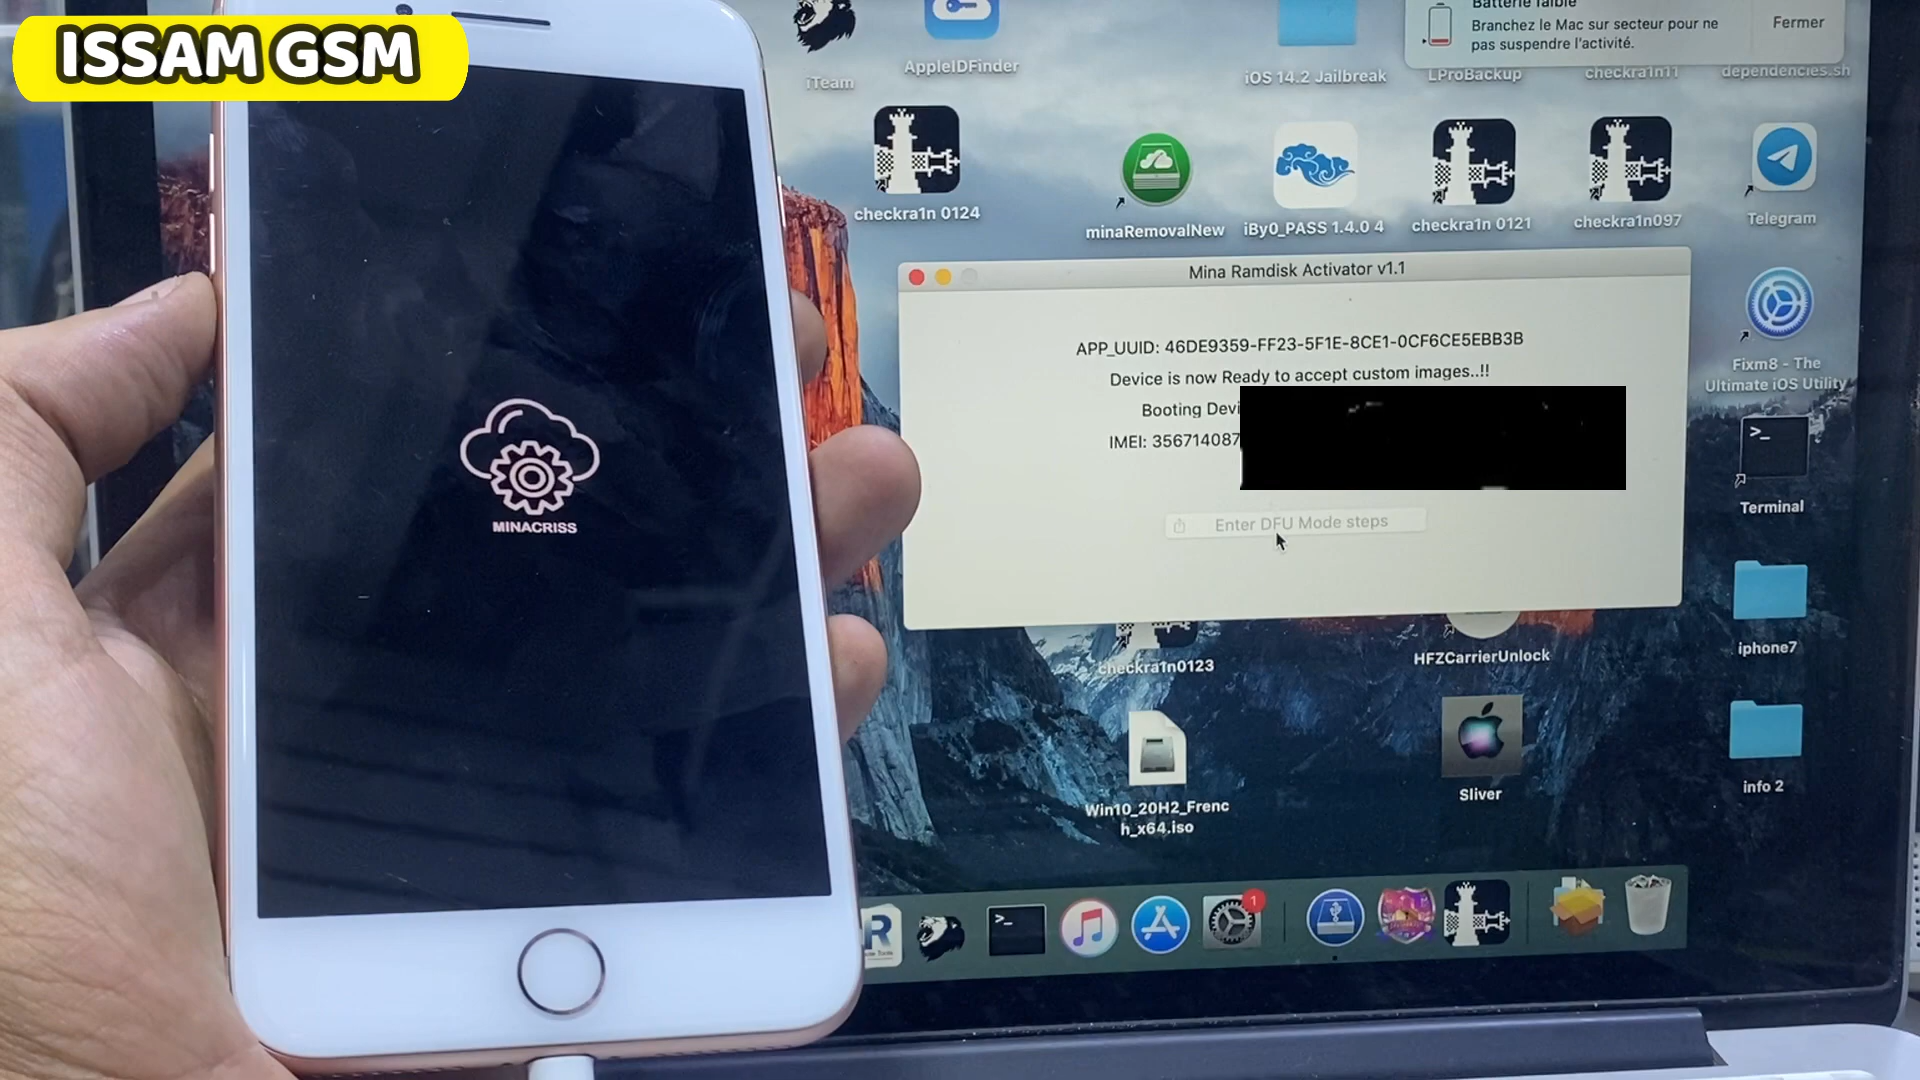 ISSAM GSM
MINACRISS
iTeam
AppleIDFinder
iOS 14.2 Jailbreak
LProBackup
checkra1n11
dependencies.sh
Batterie faible
Branchez le Mac sur secteur pour ne
pas suspendre l'activité.
Fermer
checkra1n 0124
minaRemovalNew
iBy0_PASS 1.4.0 4
checkra1n 0121
checkra1n097
Telegram
Mina Ramdisk Activator v1.1
APP_UUID: 46DE9359-FF23-5F1E-8CE1-0CF6CE5EBB3B
Device is now Ready to accept custom images..!!
Booting Devi
IMEI: 356714087
Enter DFU Mode steps
Fixm8 - The
Ultimate iOS Utility
>_
Terminal
checkra1n0123
HFZCarrierUnlock
iphone7
Win10_20H2_Frenc
h_x64.iso
Sliver
info 2
R
>_
1